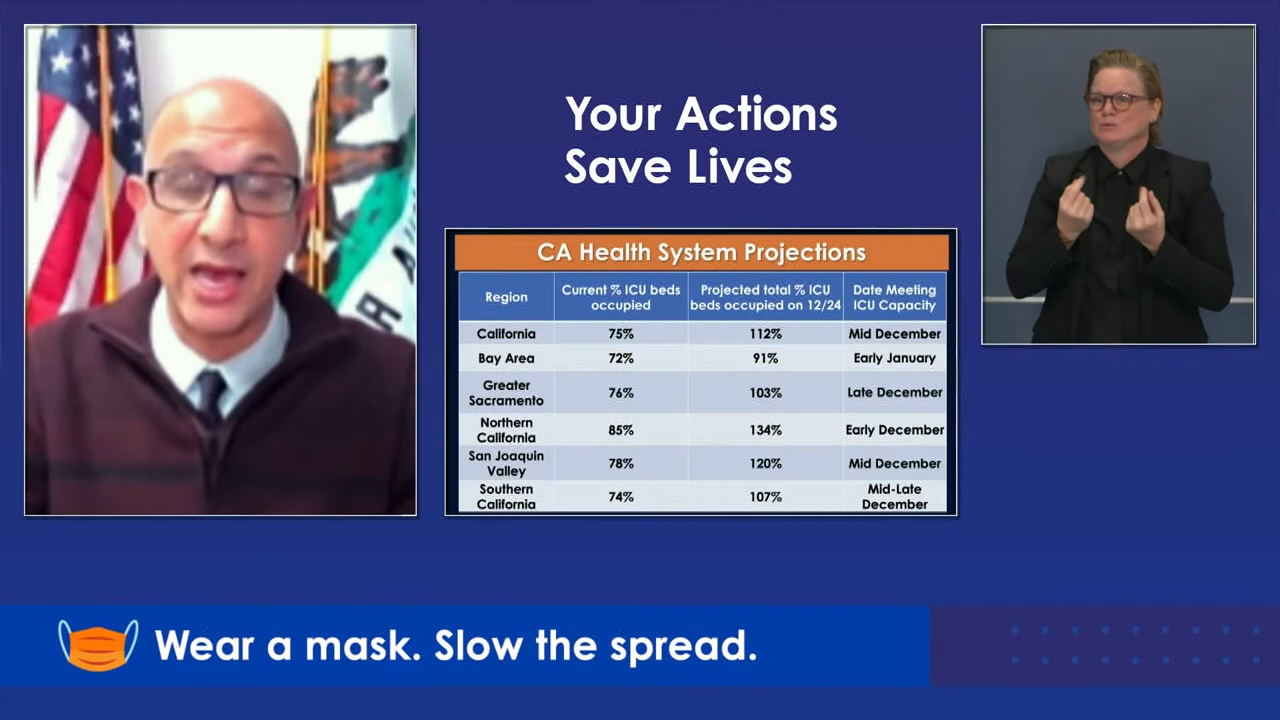 Your Actions
Save Lives
CA Health System Projections
Region
Current % ICU beds
occupied
Projected total % ICU
beds occupied on 12/24
Date Meeting
ICU Capacity
California 75% 112% Mid December
Bay Area 72% 91% Early January
Greater
Sacramento 76% 103% Late December
Northern
California 85% 134% Early December
San Joaquin
Valley 78% 120% Mid December
Southern
California 74% 107% Mid-Late
December
Wear a mask. Slow the spread.